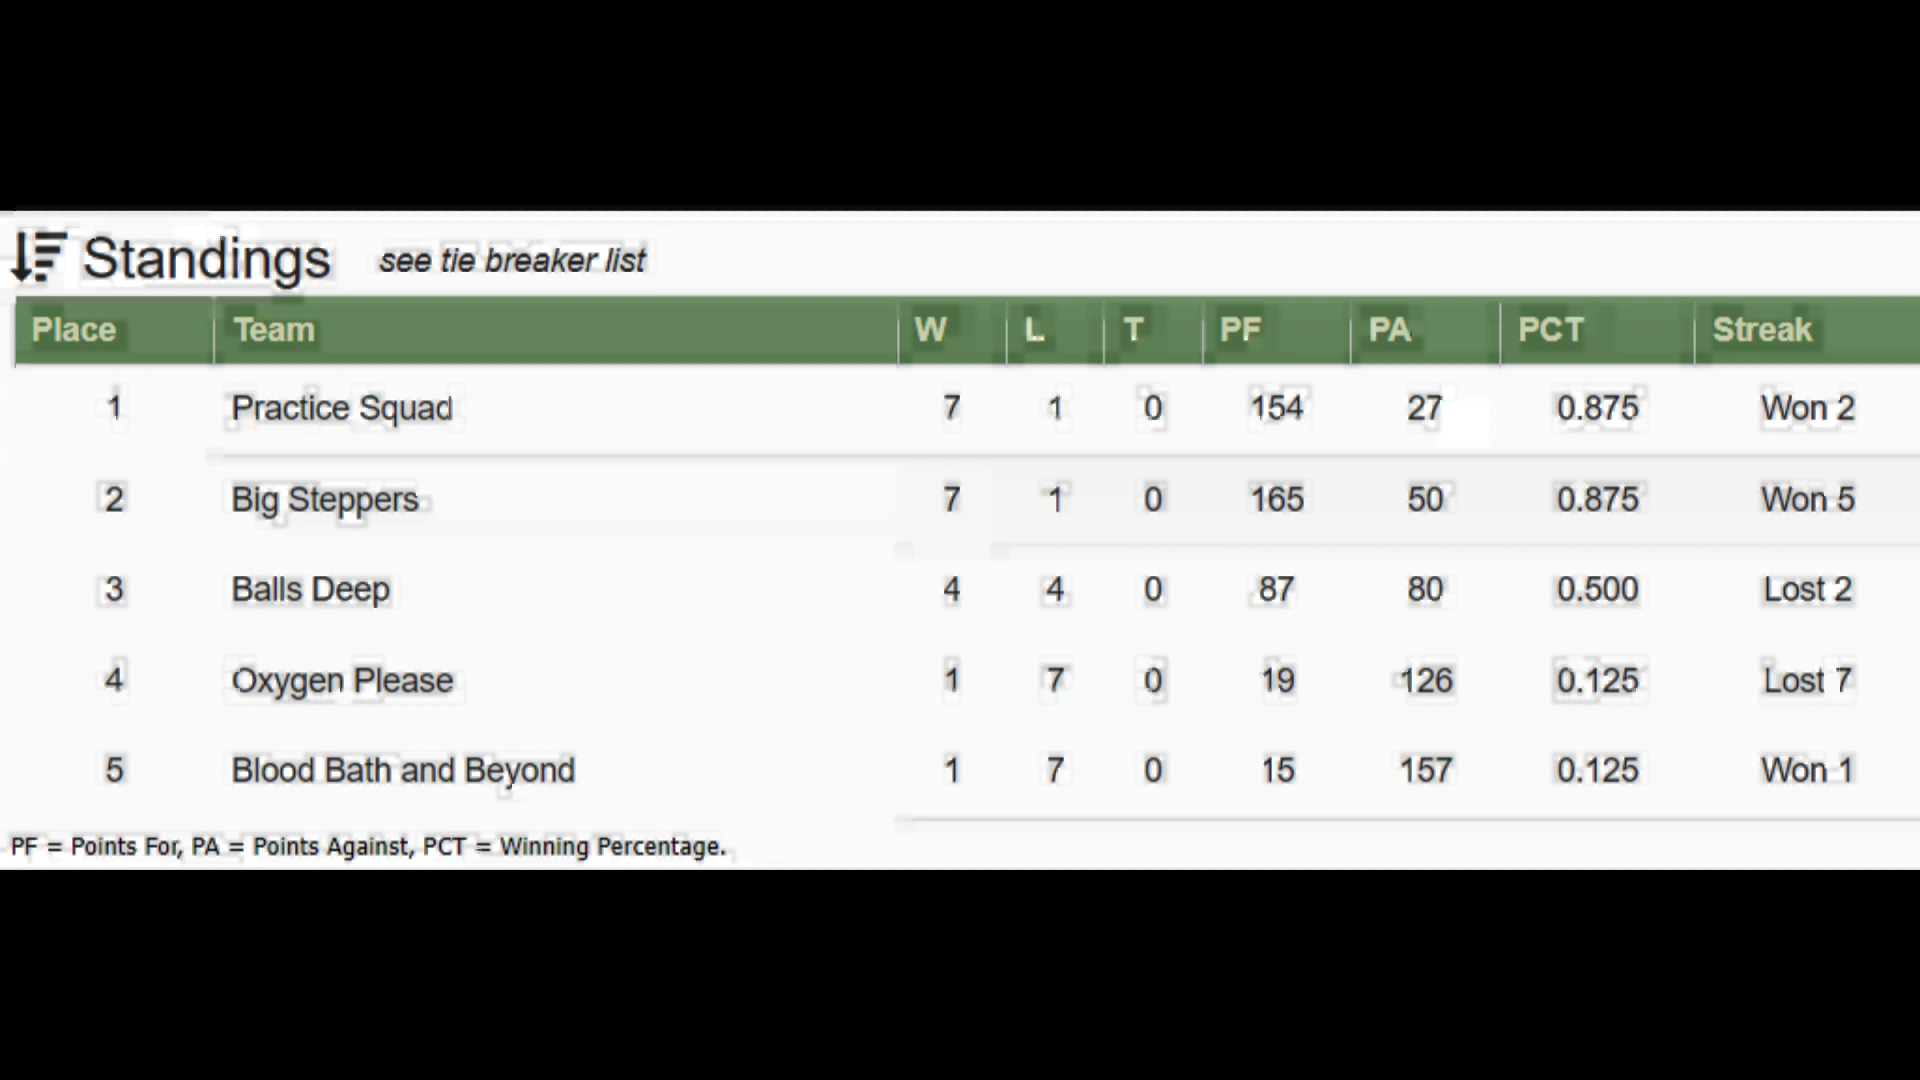 Standings see tie breaker list
Place Team W L T PF PA PCT Streak
1 Practice Squad 7 1 0 154 27 0.875 Won 2
2 Big Steppers 7 1 0 165 50 0.875 Won 5
3 Balls Deep 4 4 0 87 80 0.500 Lost 2
4 Oxygen Please 1 7 0 19 126 0.125 Lost 7
5 Blood Bath and Beyond 1 7 0 15 157 0.125 Won 1
PF = Points For, PA = Points Against, PCT = Winning Percentage.